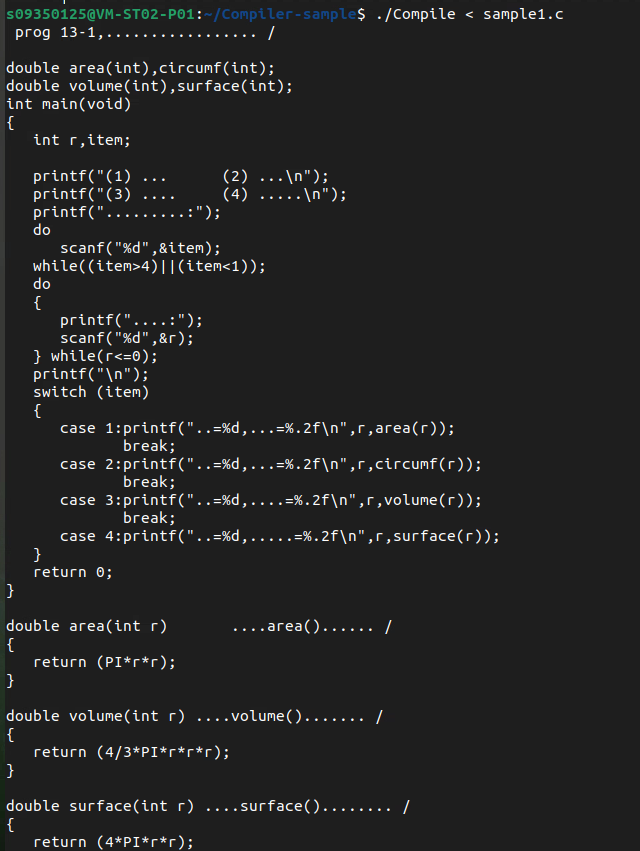 s09350125@VM-ST02-P01:~/Compiler-sample$ ./Compile < sample1.c
 prog 13-1,................. /

double area(int),circumf(int);
double volume(int),surface(int);
int main(void)
{
   int r,item;

   printf("(1) ...      (2) ...\n");
   printf("(3) ....     (4) .....\n");
   printf(".........:");
   do
      scanf("%d",&item);
   while((item>4)||(item<1));
   do
   {
      printf("....:");
      scanf("%d",&r);
   } while(r<=0);
   printf("\n");
   switch (item)
   {
      case 1:printf("..=%d,...=%.2f\n",r,area(r));
             break;
      case 2:printf("..=%d,...=%.2f\n",r,circumf(r));
             break;
      case 3:printf("..=%d,....=%.2f\n",r,volume(r));
             break;
      case 4:printf("..=%d,.....=%.2f\n",r,surface(r));
   }
   return 0;
}

double area(int r)       ....area()...... /
{
   return (PI*r*r);
}

double volume(int r) ....volume()....... /
{
   return (4/3*PI*r*r*r);
}

double surface(int r) ....surface()........ /
{
   return (4*PI*r*r);